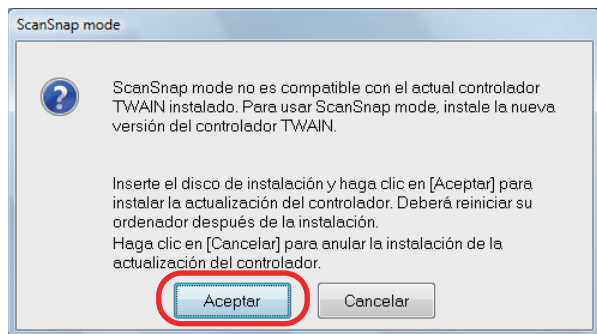 ScanSnap mode
ScanSnap mode no es compatible con el actual controlador
TWAIN instalado. Para usar ScanSnap mode, instale la nueva
versión del controlador TWAIN.
Inserte el disco de instalación y haga clic en [Aceptar] para
instalar la actualización del controlador. Deberá reiniciar su
ordenador después de la instalación.
Haga clic en [Cancelar] para anular la instalación de la
actualización del controlador.
Aceptar
Cancelar